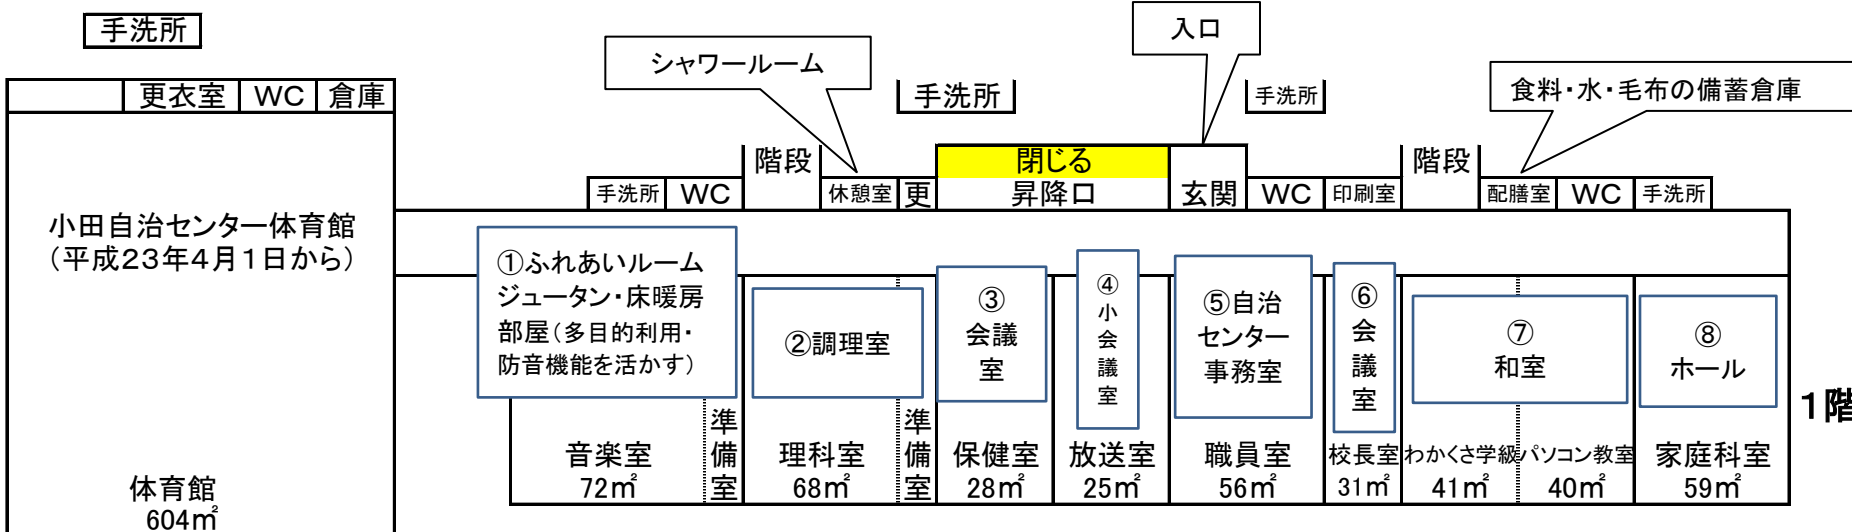 手洗所
シャワールーム
入口
手洗所
手洗所
食料・水・毛布の備蓄倉庫
更衣室
WC
倉庫
階段
閉じる
階段
手洗所
WC
休憩室
更
昇降口
玄関
WC
印刷室
配膳室
WC
手洗所
小田自治センター体育館
（平成23年4月1日から）
①ふれあいルーム
ジュータン・床暖房
部屋（多目的利用・
防音機能を活かす）
②調理室
③
会議
室
④
小
会
議
室
⑤自治
センター
事務室
⑥
会
議
室
⑦
和室
⑧
ホール
1階
体育館
604㎡
音楽室
72㎡
準
備
室
理科室
68㎡
準
備
室
保健室
28㎡
放送室
25㎡
職員室
56㎡
校長室
31㎡
わかくさ学級
41㎡
パソコン教室
40㎡
家庭科室
59㎡